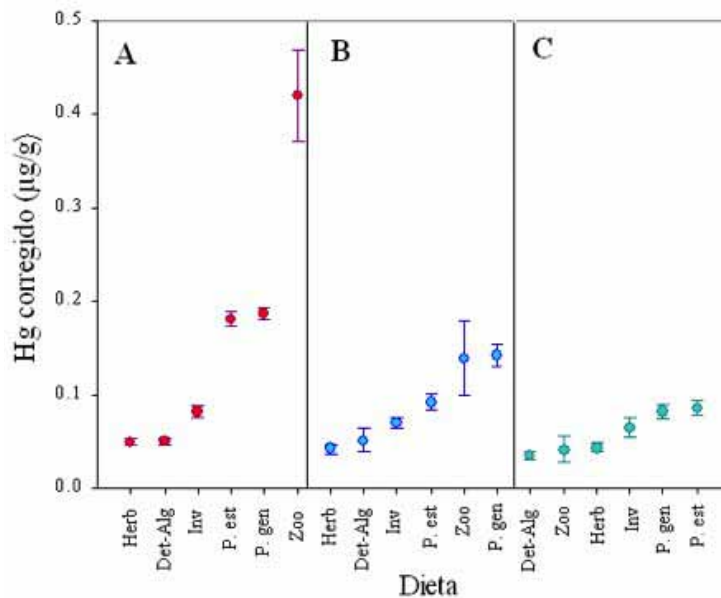 Hg corregido (µg/g)
0.5
0.4
0.3
0.2
0.1
0.0
A
B
C
Herb
Det-Alg
Inv
P. est
P. gen
Zoo
Herb
Det-Alg
Inv
P. est
Zoo
P. gen
Det-Alg
Zoo
Herb
Inv
P. gen
P. est
Dieta